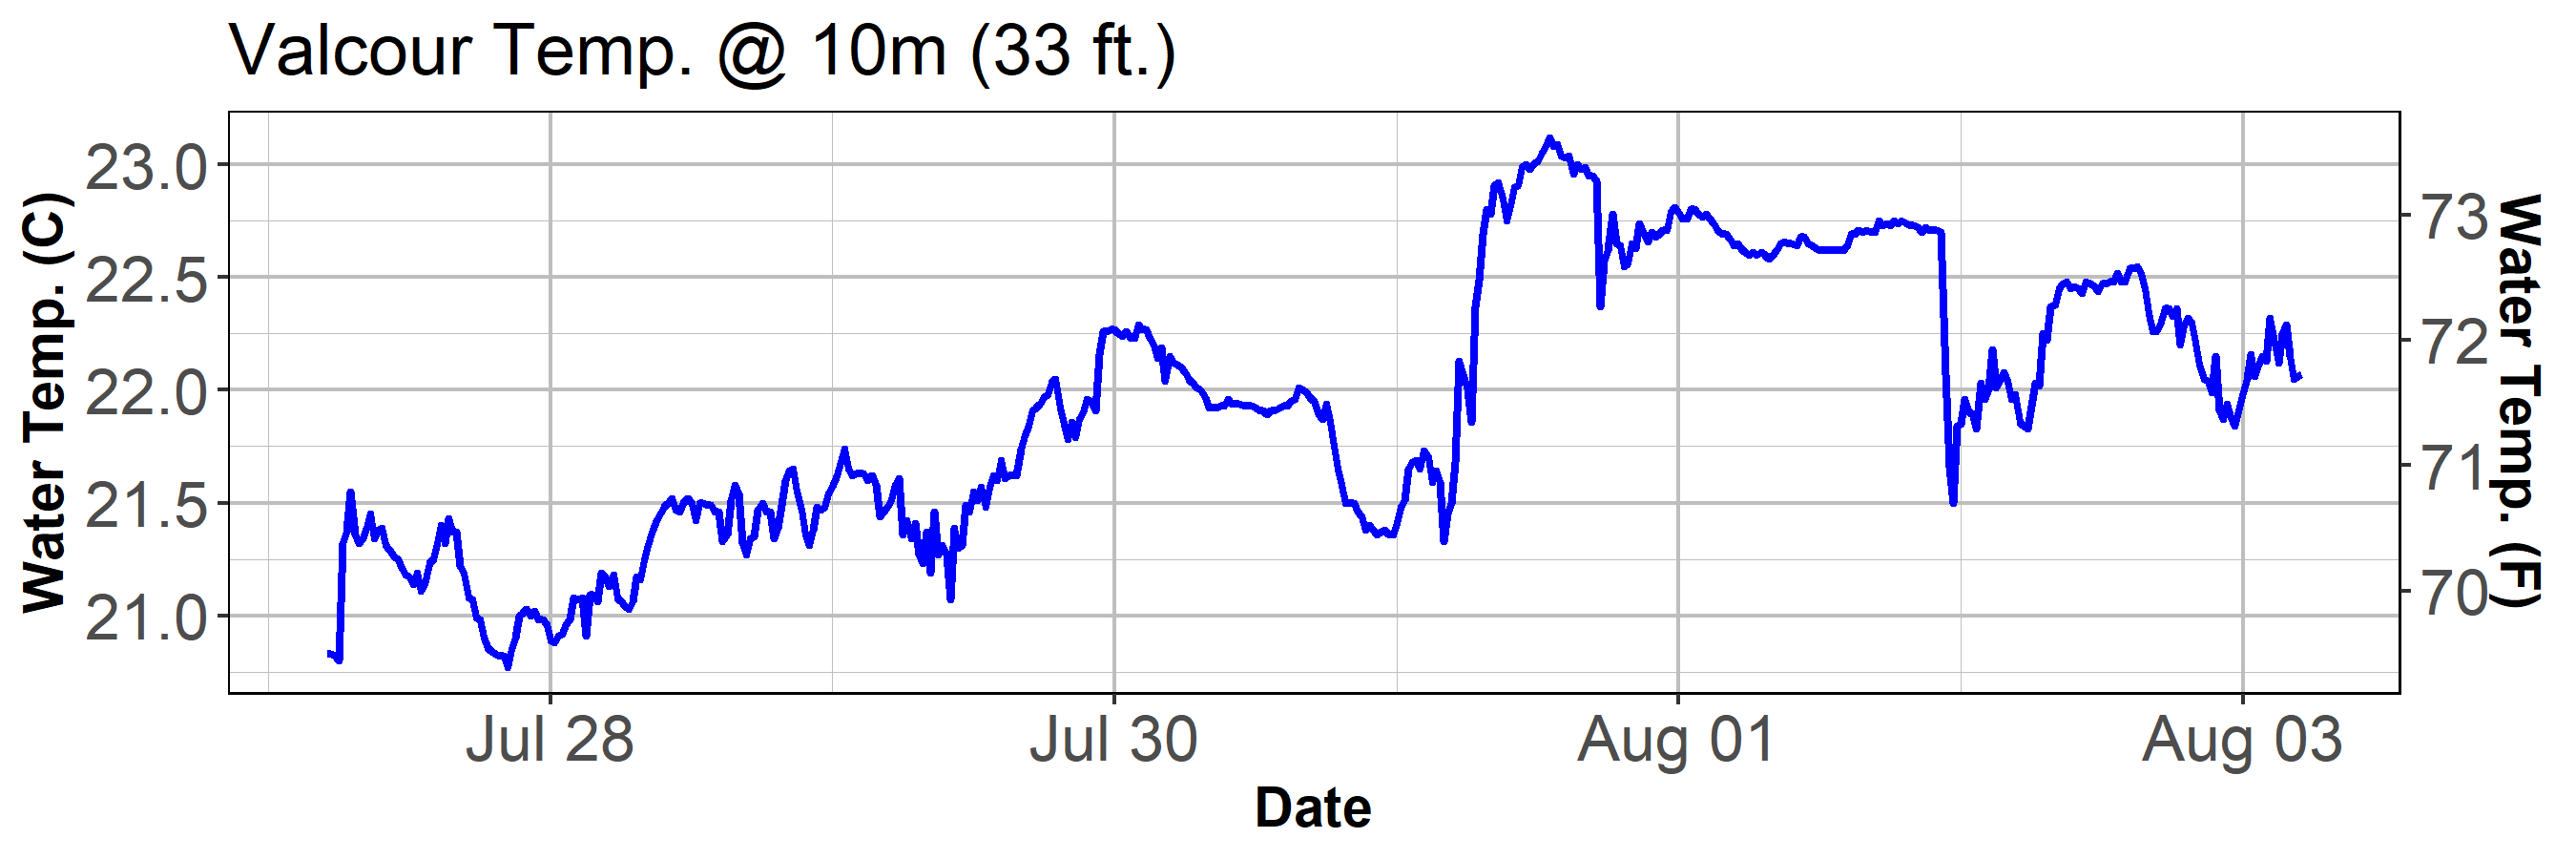 Valcour Temp. @ 10m (33 ft.)
Water Temp. (C)
23.0
22.5
22.0
21.5
21.0
73
72
71
70
Water Temp. (F)
Jul 28 Jul 30 Aug 01 Aug 03
Date